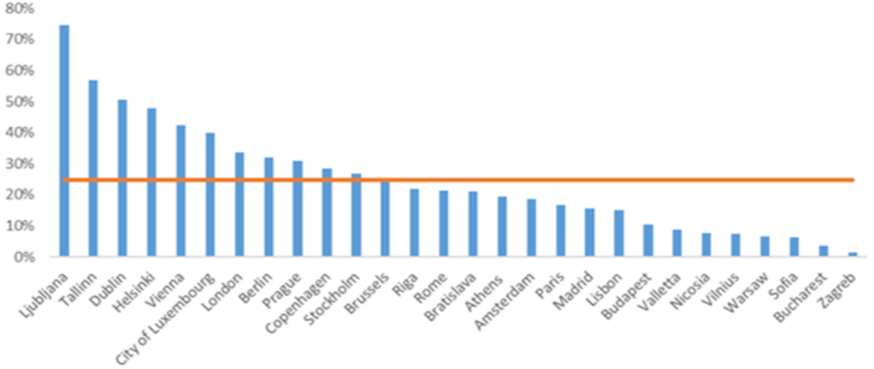 80%
70%
60%
50%
40%
30%
20%
10%
0%
Ljubljana
Tallinn
Dublin
Helsinki
Vienna
City of Luxembourg
London
Berlin
Prague
Copenhagen
Stockholm
Brussels
Riga
Rome
Bratislava
Athens
Amsterdam
Paris
Madrid
Lisbon
Budapest
Valletta
Nicosia
Vilnius
Warsaw
Sofia
Bucharest
Zagreb